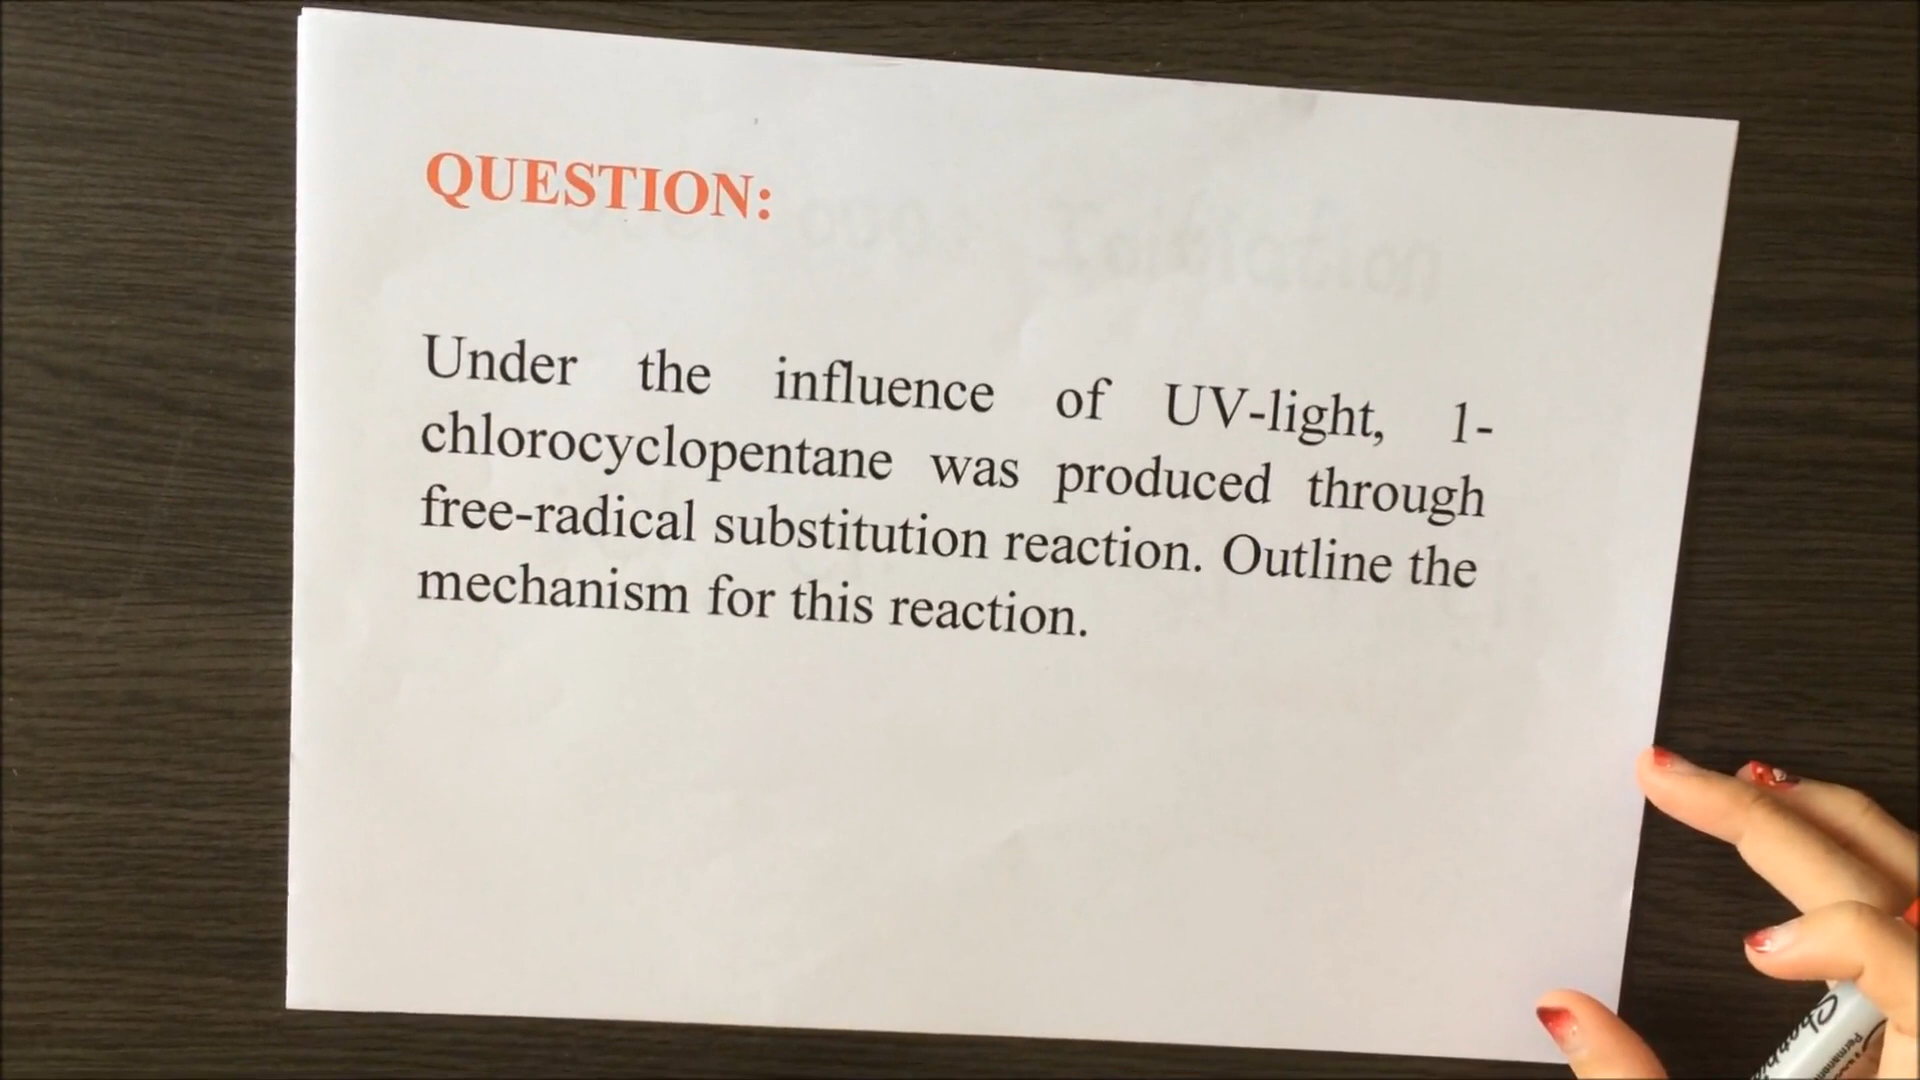 QUESTION:
Under the influence of UV-light, 1-
chlorocyclopentane was produced through
free-radical substitution reaction. Outline the
mechanism for this reaction.